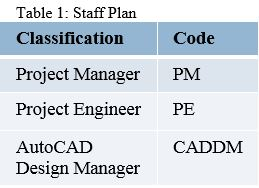 Table 1: Staff Plan
Classification Code
Project Manager PM
Project Engineer PE
AutoCAD CADDM
Design Manager